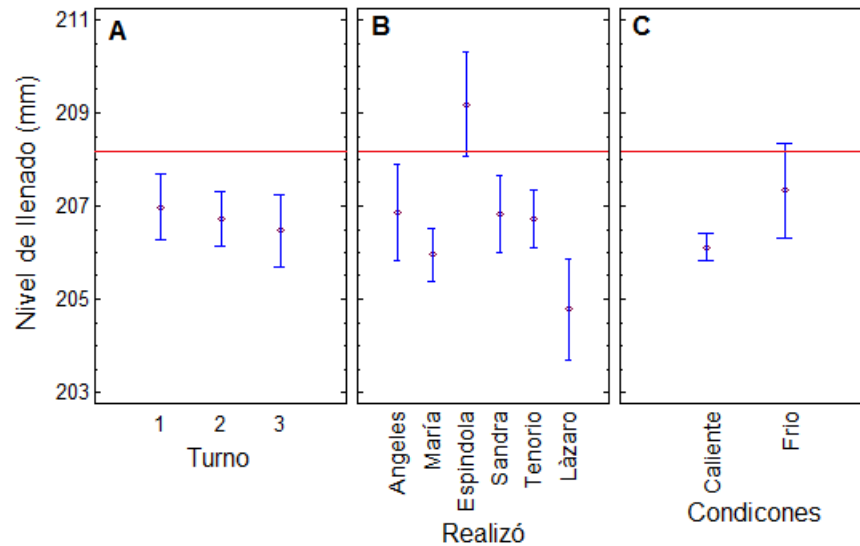 A
B
C
Nivel de llenado (mm)
211
209
207
205
203
1 2 3
Turno
Angeles
María
Espindola
Sandra
Tenorio
Làzaro
Realizó
Caliente
Frio
Condicones